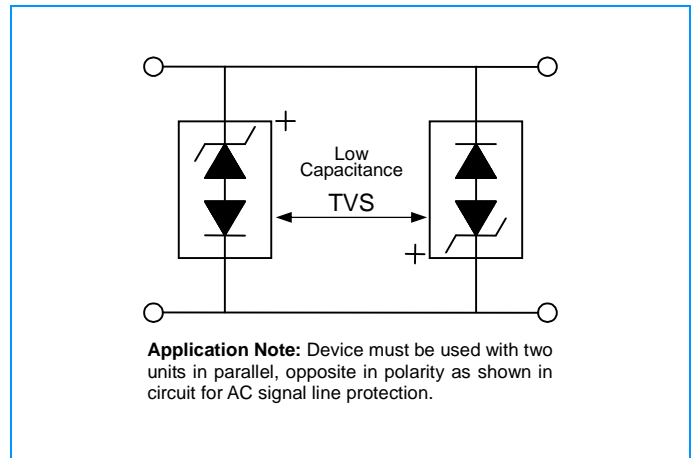 +
Low
Capacitance
TVS
+
Application Note: Device must be used with two
units in parallel, opposite in polarity as shown in
circuit for AC signal line protection.